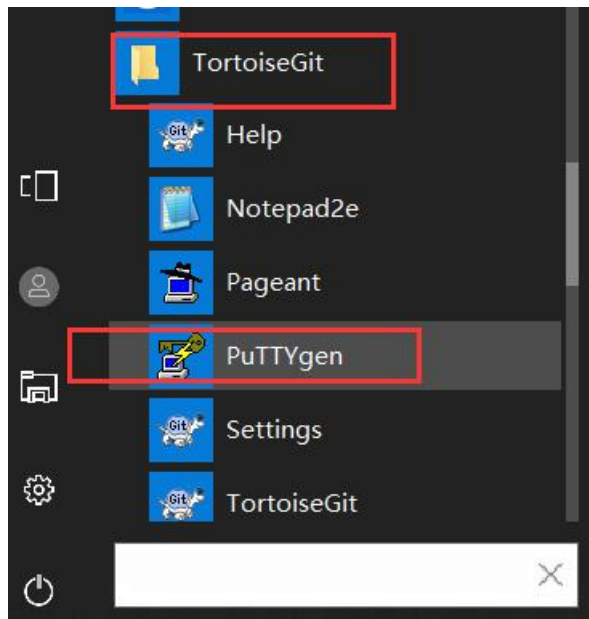 TortoiseGit
Help
Notepad2e
Pageant
PuTTYgen
Settings
TortoiseGit